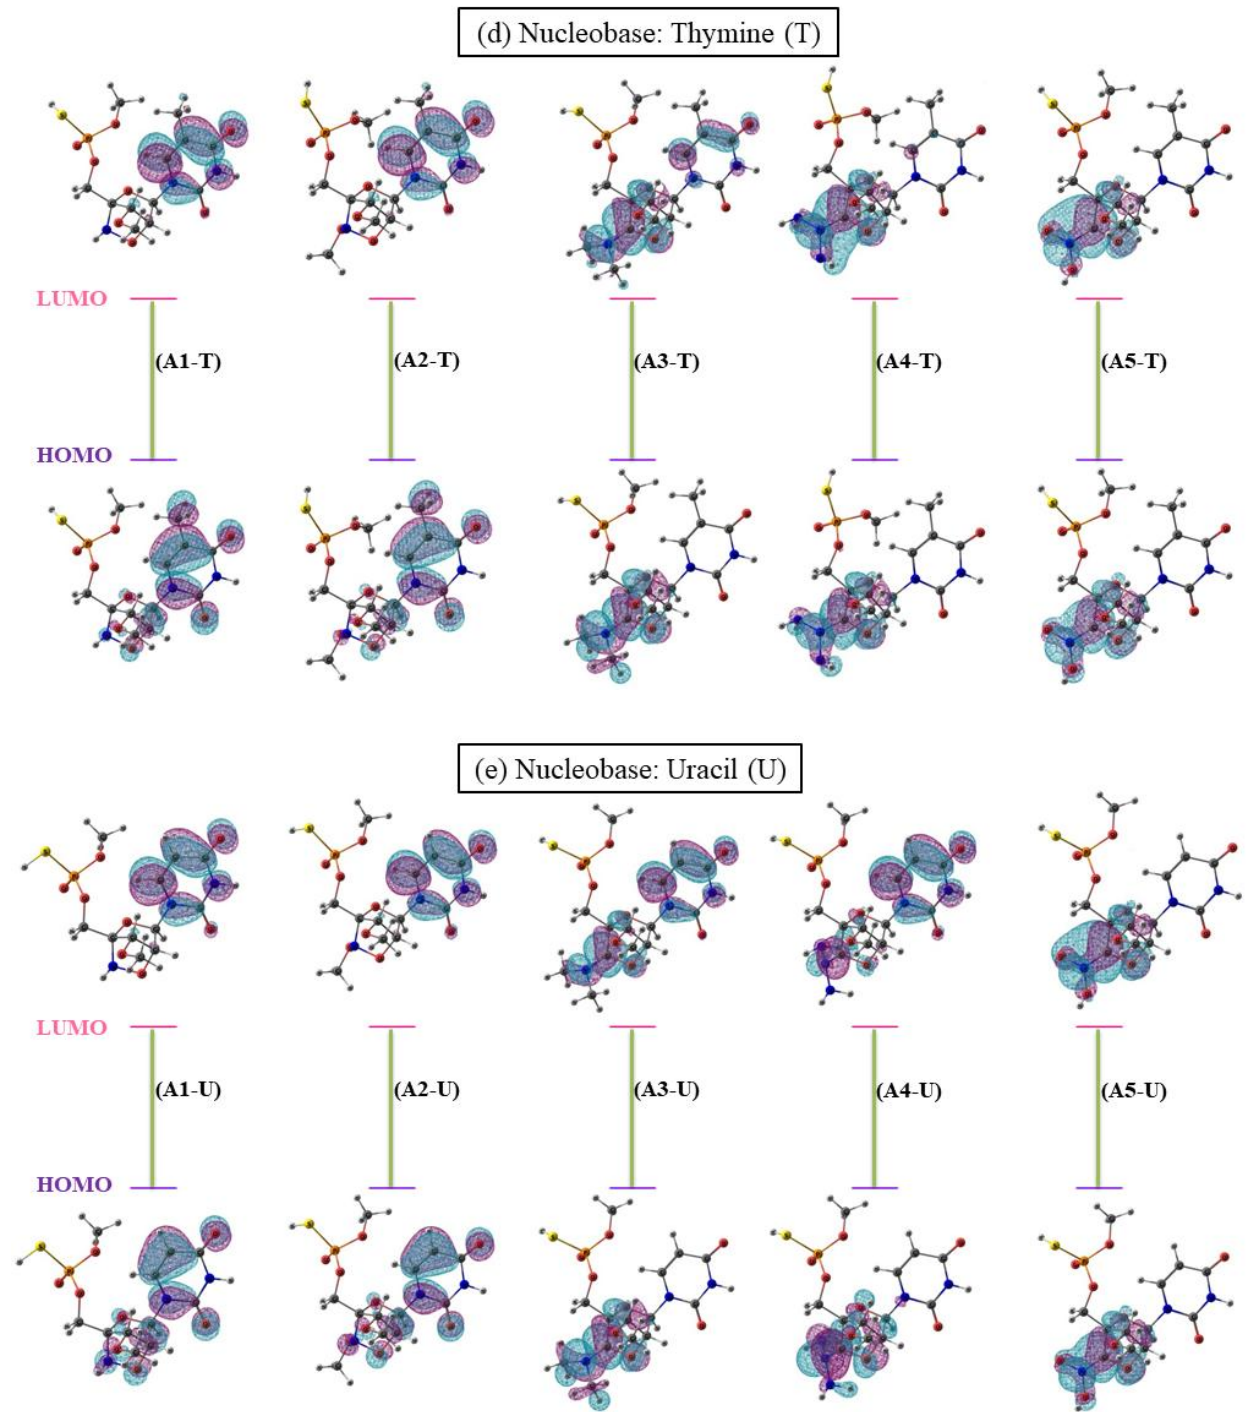 (d) Nucleobase: Thymine (T)
LUMO
(A1-T) (A2-T) (A3-T) (A4-T) (A5-T)
HOMO
(e) Nucleobase: Uracil (U)
LUMO
(A1-U) (A2-U) (A3-U) (A4-U) (A5-U)
HOMO